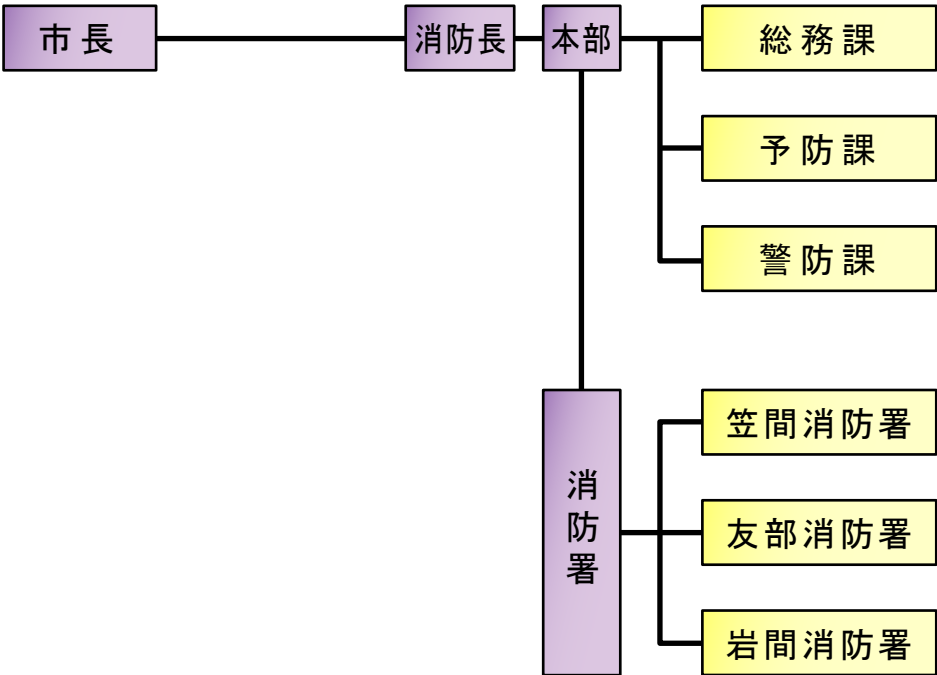 市長
消防長
本部
総務課
予防課
警防課
消防署
笠間消防署
友部消防署
岩間消防署